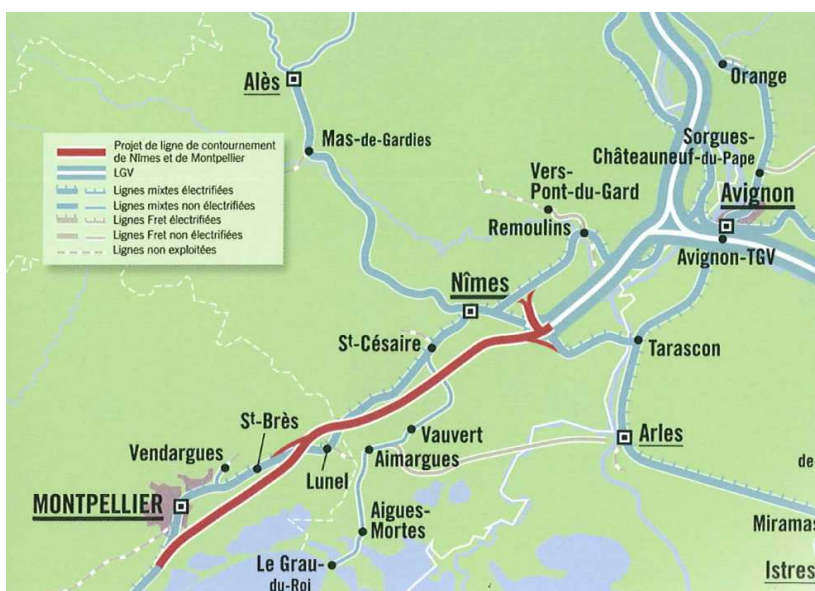 Alès
Orange
Mas-de-Gardies
Sorgues-
Châteauneuf-du-Pape
Projet de ligne de contournement
de Nîmes et de Montpellier
LGV
Lignes mixtes électrifiées
Lignes mixtes non électrifiées
Lignes Fret électrifiées
Lignes Fret non électrifiées
Lignes non exploitées
Vers-
Pont-du-Gard
Avignon
Remoulins
Avignon-TGV
Nîmes
St-Césaire
Tarascon
St-Brès
Vauvert
Arles
Vendargues
Lunel
Aimargues
de
MONTPELLIER
Aigues-
Mortes
Miramas
Le Grau-
du-Roi
Istres